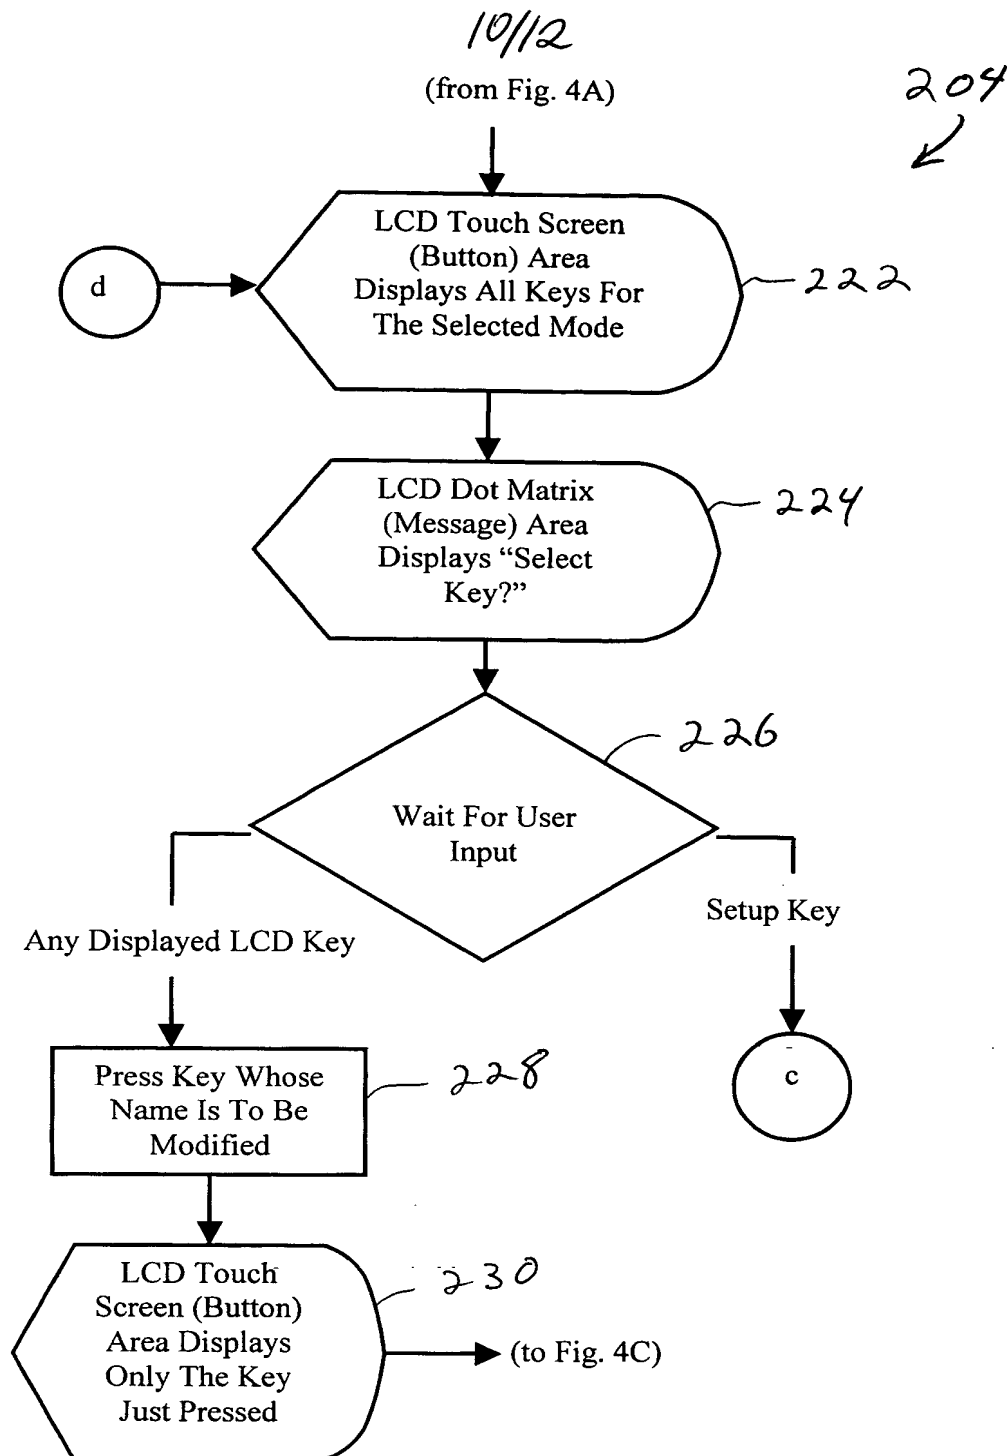 10/12
(from Fig. 4A)
204
LCD Touch Screen
(Button) Area
Displays All Keys For
The Selected Mode
d
222
LCD Dot Matrix
(Message) Area
Displays “Select
Key?”
224
226
Wait For User
Input
Setup Key
Any Displayed LCD Key
Press Key Whose
Name Is To Be
Modified
228
c
LCD Touch
Screen (Button)
Area Displays
Only The Key
Just Pressed
230
(to Fig. 4C)